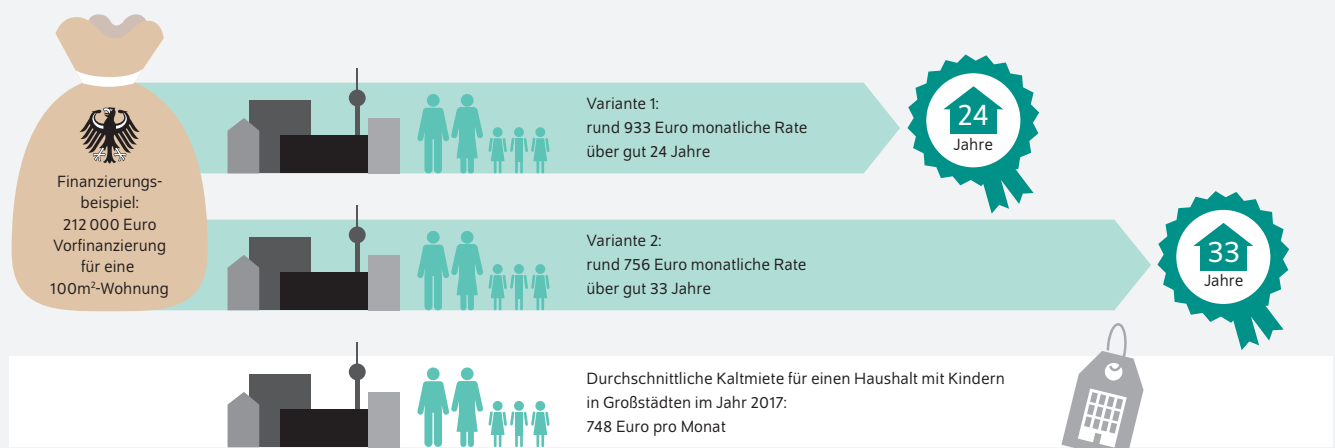 Finanzierungs-
beispiel:
212 000 Euro
Vorfinanzierung
für eine
100m²-Wohnung
Variante 1:
rund 933 Euro monatliche Rate
über gut 24 Jahre
24
Jahre
Variante 2:
rund 756 Euro monatliche Rate
über gut 33 Jahre
33
Jahre
Durchschnittliche Kaltmiete für einen Haushalt mit Kindern
in Großstädten im Jahr 2017:
748 Euro pro Monat